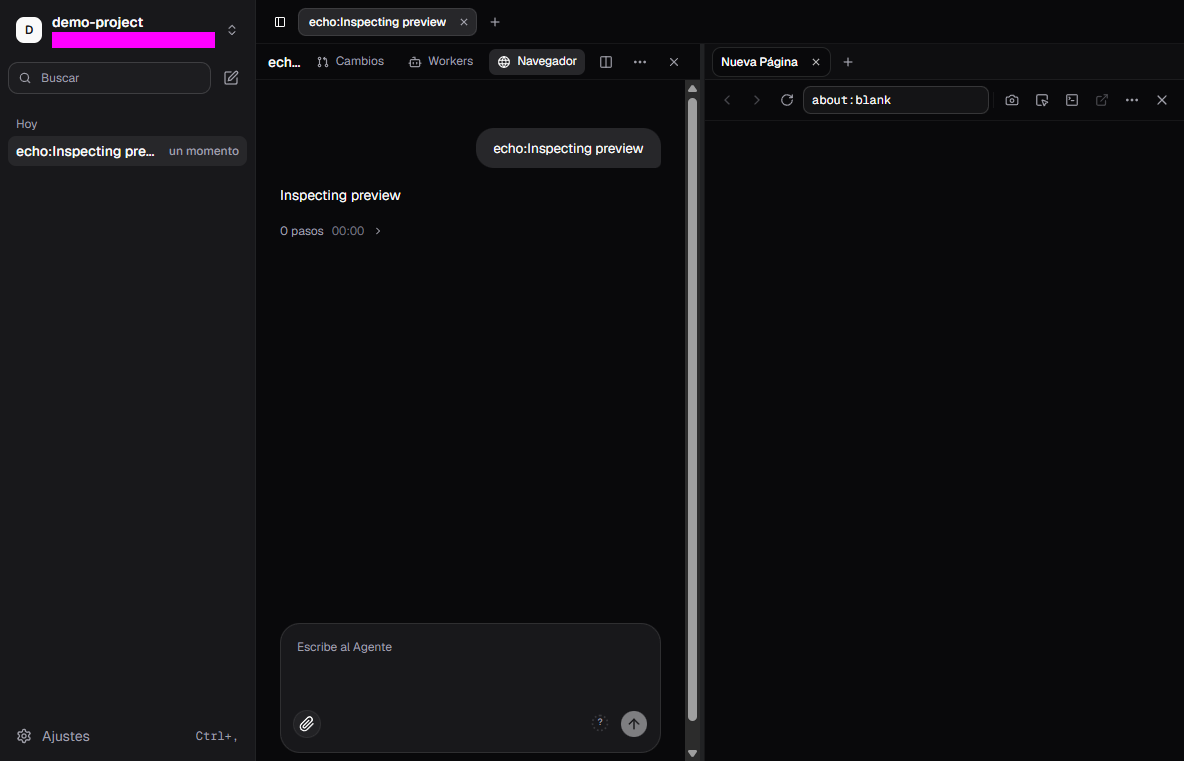 D
demo-project
Buscar
Hoy
echo:Inspecting pre... un momento
Ajustes Ctrl+,
echo:Inspecting preview
ech... Cambios Workers Navegador
echo:Inspecting preview
Inspecting preview
0 pasos 00:00
Escribe al Agente
?
Nueva Página
about:blank